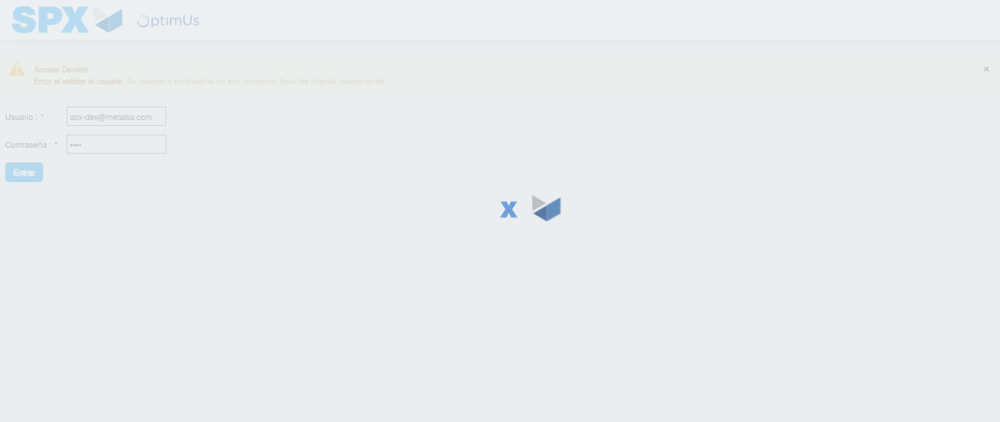 SPX OptimUs
Access Denied
Error al validar el usuario Su usuario o contraseña no son correctos, favor de intentar nuevamente
Usuario : * spx-dev@metalsa.com
Contraseña : * ••••
Entrar
X